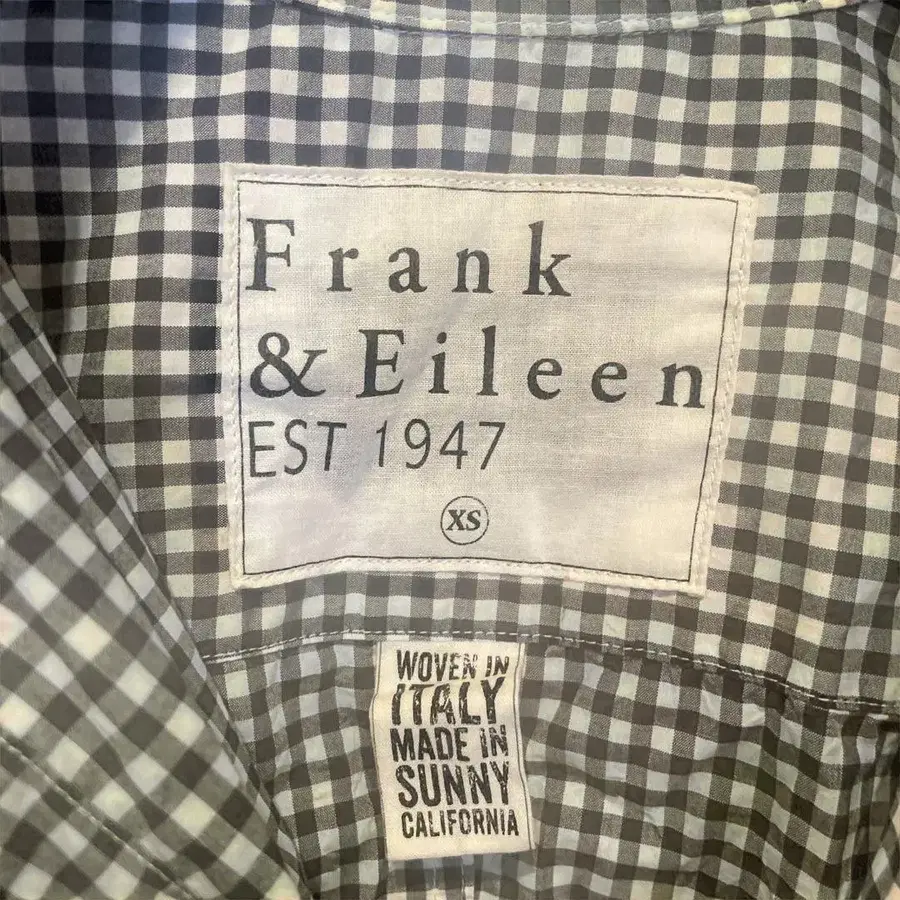 Frank
& Eileen
EST 1947
XS
WOVEN IN
ITALY
MADE IN
SUNNY
CALIFORNIA